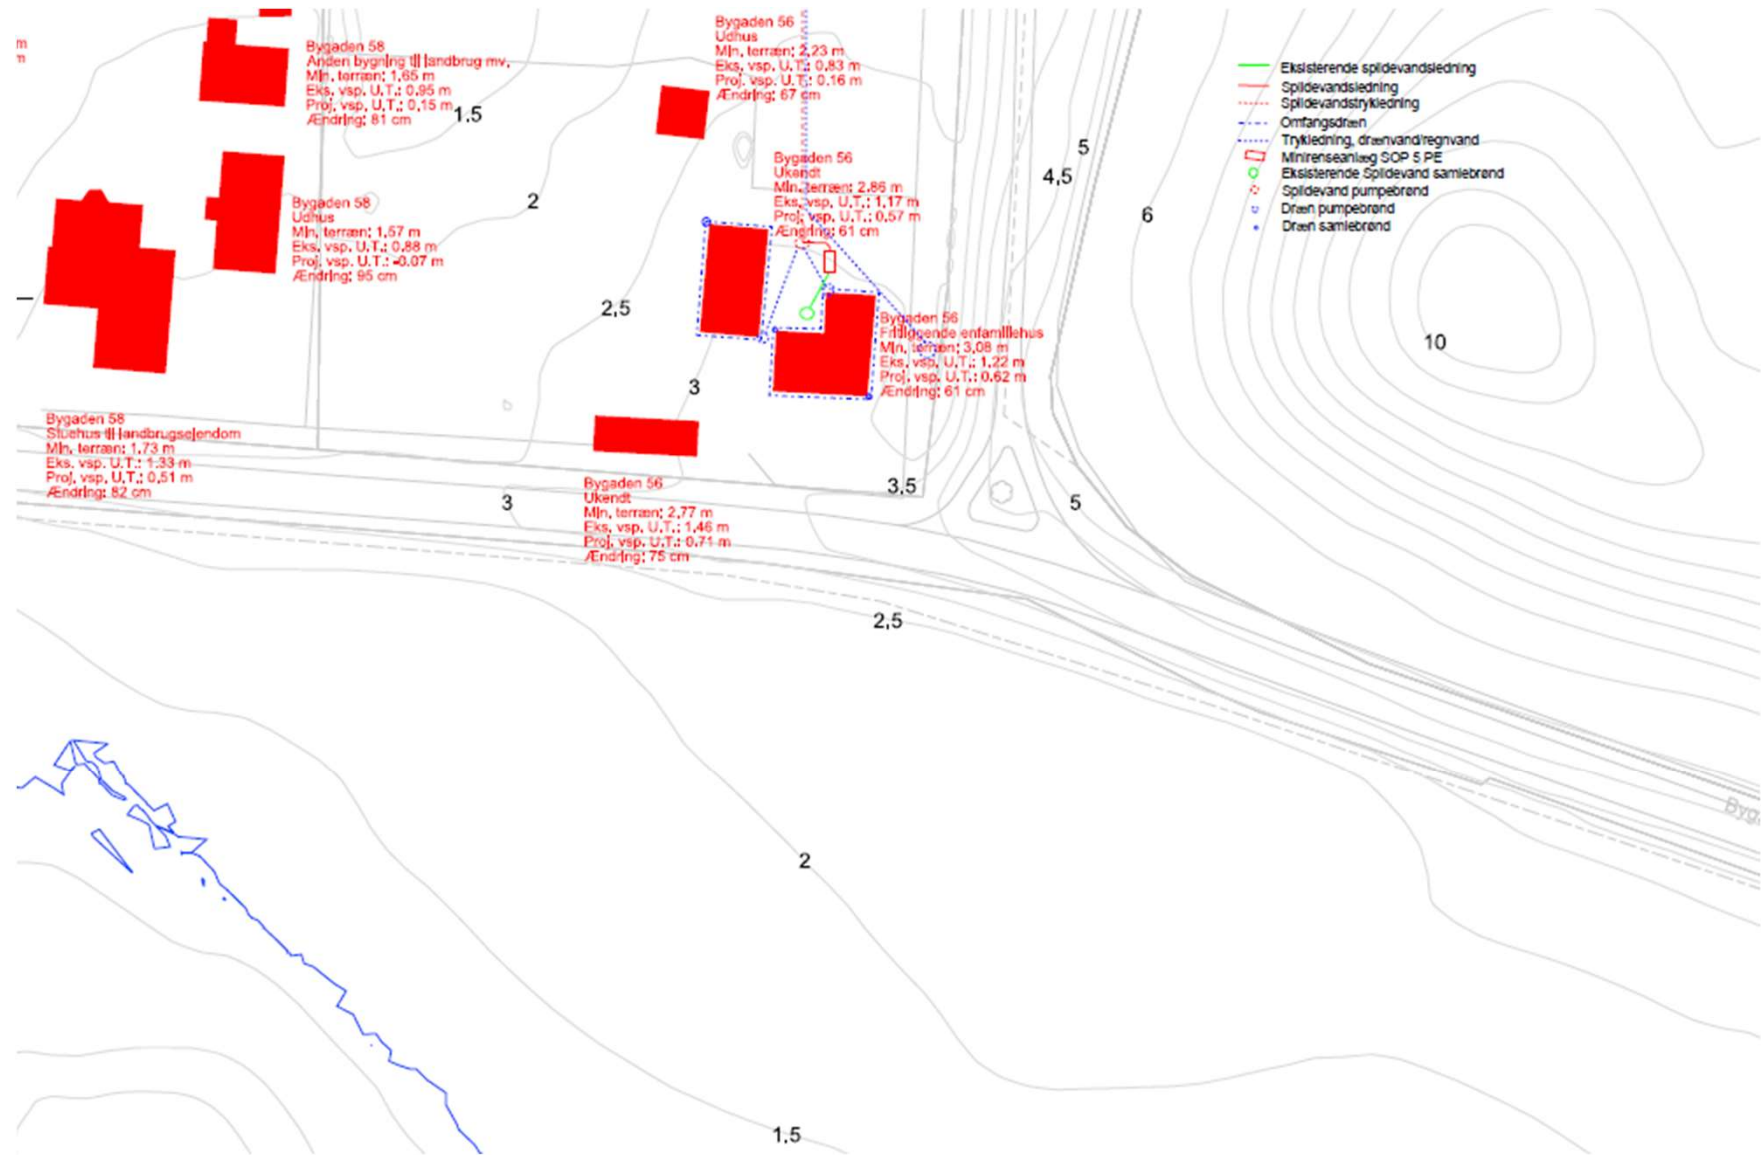 m
m
Bygaden 58
Anden bygning til landbrug mv.
Min. terræn: 1,65 m
Eks. vsp. U.T.: 0.95 m
Proj. vsp. U.T.: 0,15 m
Ændring: 81 cm
1.5
Bygaden 56
Udhus
Min. terræn: 2,23 m
Eks. vsp. U.T.: 0.83 m
Proj. vsp. U.T.: 0.16 m
Ændring: 67 cm
Eksisterende spildevandsledning
Spildevandsledning
Spildevandstrykledning
Omfangsdræn
Trykledning, drænvand/regnvand
Minirenseanlæg SOP 5 PE
Eksisterende Spildevand samlebrønd
Spildevand pumpebrønd
Dræn pumpebrønd
Dræn samlebrønd
5
4,5
6
10
Bygaden 56
Ukendt
Min. terræn: 2.86 m
Eks. vsp. U.T.: 1,17 m
Proj. vsp. U.T.: 0.57 m
Ændring: 61 cm
2
Bygaden 58
Udhus
Min. terræn: 1,57 m
Eks. vsp. U.T.: 0.88 m
Proj. vsp. U.T.: -0.07 m
Ændring: 95 cm
2,5
Bygaden 56
Fritliggende enfamiliehus
Min. terræn: 3,08 m
Eks. vsp. U.T.: 1,22 m
Proj. vsp. U.T.: 0.62 m
Ændring: 61 cm
3
Bygaden 58
Stuehus til landbrugsejendom
Min. terræn: 1,73 m
Eks. vsp. U.T.: 1.33 m
Proj. vsp. U.T.: 0,51 m
Ændring: 82 cm
3
Bygaden 56
Ukendt
Min. terræn: 2,77 m
Eks. vsp. U.T.: 1,46 m
Proj. vsp. U.T.: 0.71 m
Ændring: 75 cm
3,5
5
2,5
Byg.
2
1,5